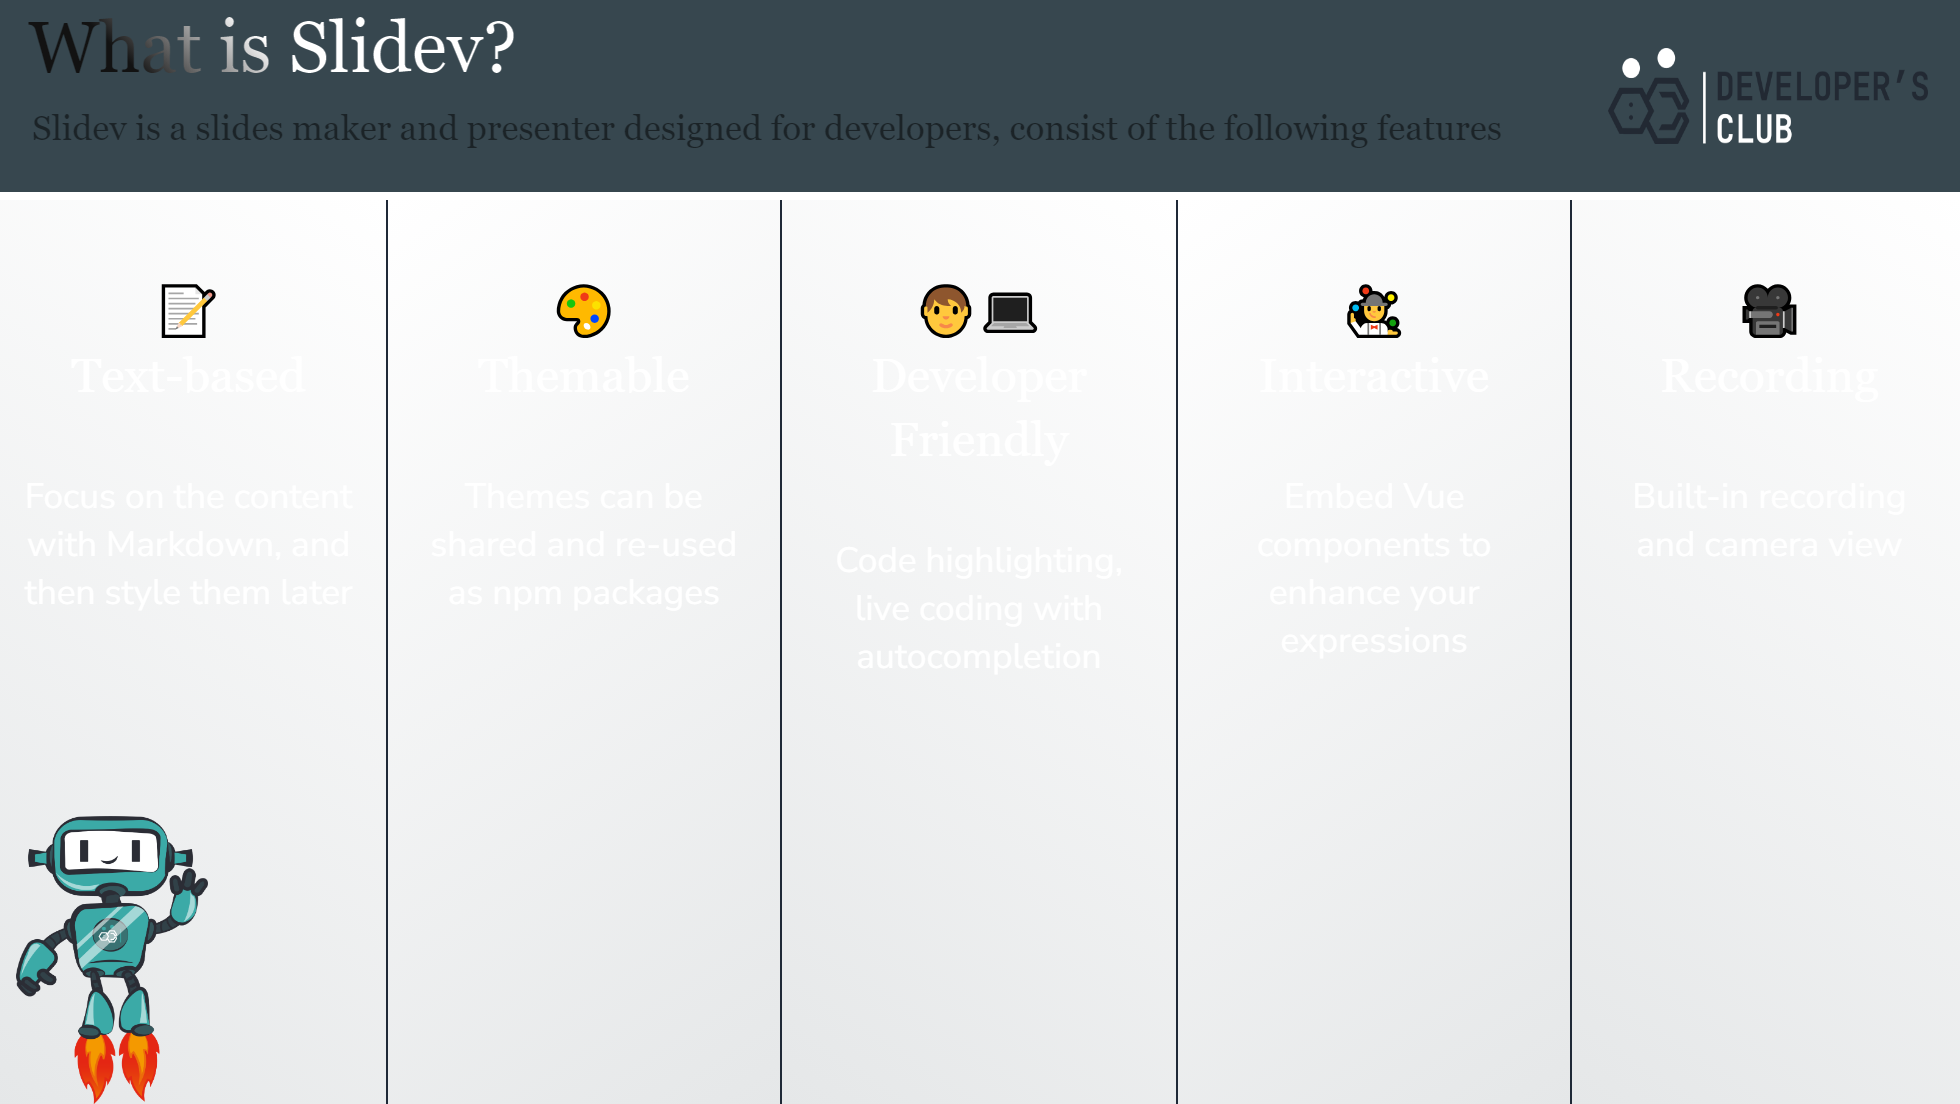 What is Slidev?
Slidev is a slides maker and presenter designed for developers, consist of the following features
DEVELOPER'S
CLUB
Text-based
Focus on the content
with Markdown, and
then style them later
Themable
Themes can be
shared and re-used
as npm packages
Developer
Friendly
Code highlighting,
live coding with
autocompletion
Interactive
Embed Vue
components to
enhance your
expressions
Recording
Built-in recording
and camera view